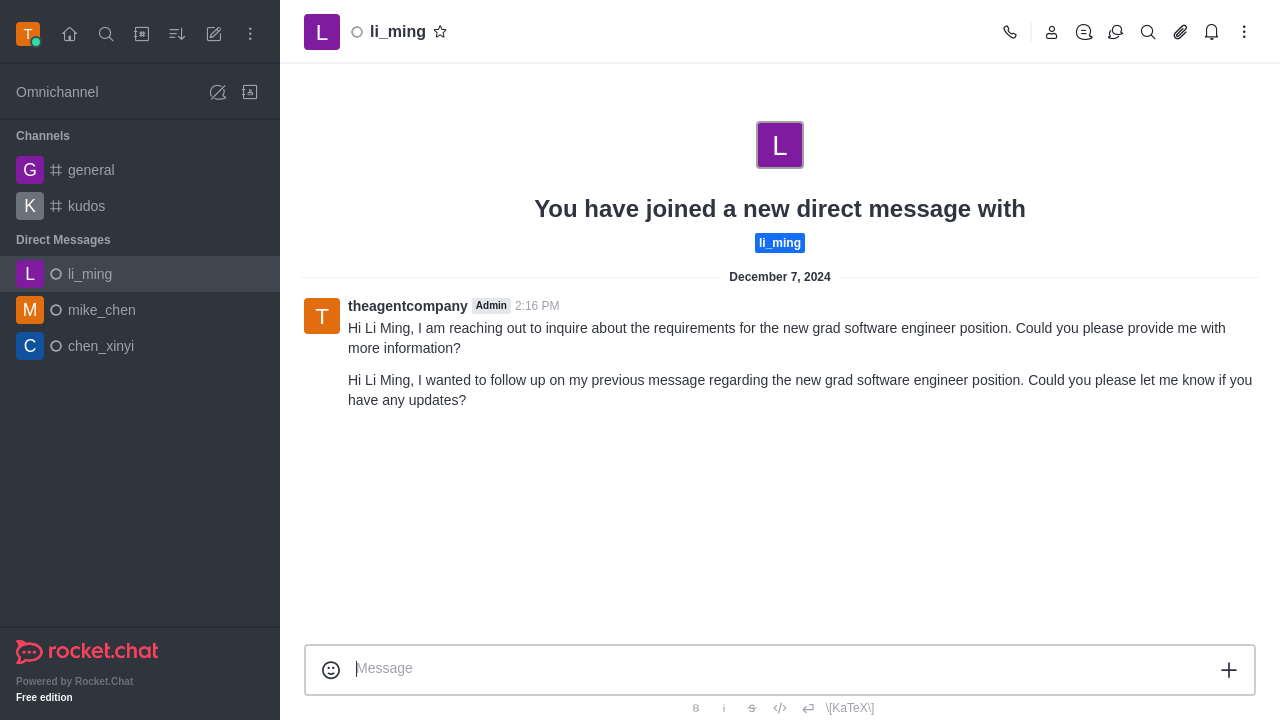 T
Omnichannel
Channels
G general
K kudos
Direct Messages
L li_ming
M mike_chen
C chen_xinyi
rocket.chat
Powered by Rocket.Chat
Free edition
L li_ming
L
You have joined a new direct message with
li_ming
December 7, 2024
T
theagentcompany Admin 2:16 PM
Hi Li Ming, I am reaching out to inquire about the requirements for the new grad software engineer position. Could you please provide me with
more information?
Hi Li Ming, I wanted to follow up on my previous message regarding the new grad software engineer position. Could you please let me know if you
have any updates?
Message
B i S </> \[KaTeX\]